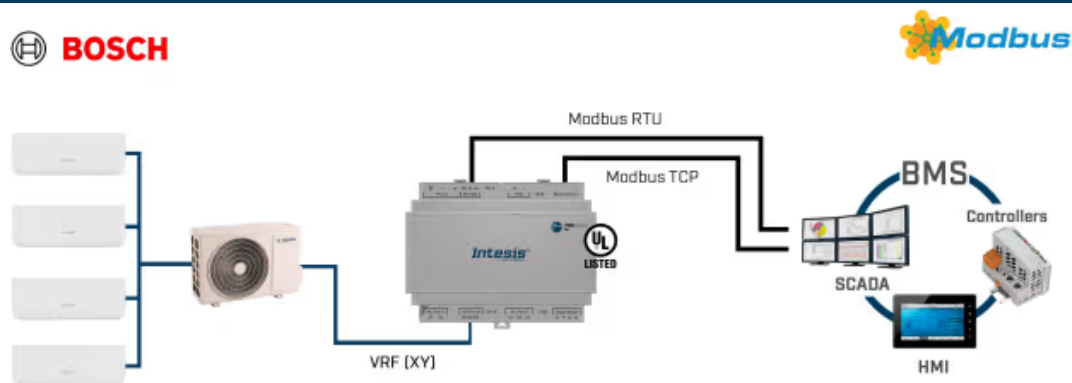 BOSCH
Modbus
Modbus RTU
Modbus TCP
BMS
Controllers
Intesis
UL
LISTED
SCADA
VRF (XY)
HMI